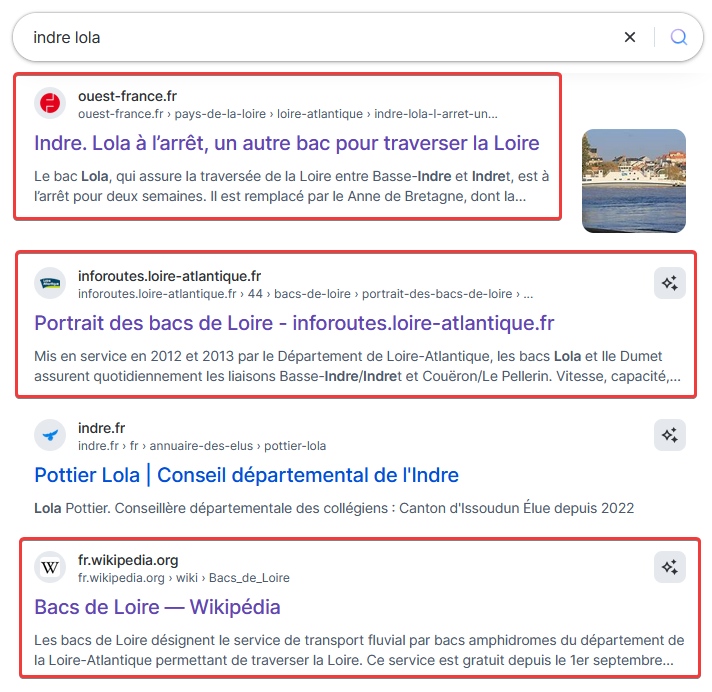 indre lola
ouest-france.fr
ouest-france.fr › pays-de-la-loire › loire-atlantique › indre-lola-l-arret-un...
Indre. Lola à l’arrêt, un autre bac pour traverser la Loire
Le bac Lola, qui assure la traversée de la Loire entre Basse-Indre et Indret, est à
l’arrêt pour deux semaines. Il est remplacé par le Anne de Bretagne, dont la...
inforoutes.loire-atlantique.fr
inforoutes.loire-atlantique.fr › 44 › bacs-de-loire › portrait-des-bacs-de-loire › ...
Portrait des bacs de Loire - inforoutes.loire-atlantique.fr
Mis en service en 2012 et 2013 par le Département de Loire-Atlantique, les bacs Lola et Ile Dumet
assurent quotidiennement les liaisons Basse-Indre/Indret et Couëron/Le Pellerin. Vitesse, capacité,...
indre.fr
indre.fr › fr › annuaire-des-elus › pottier-lola
Pottier Lola | Conseil départemental de l'Indre
Lola Pottier. Conseillère départementale des collégiens : Canton d'Issoudun Élue depuis 2022
W
fr.wikipedia.org
fr.wikipedia.org › wiki › Bacs_de_Loire
Bacs de Loire — Wikipédia
Les bacs de Loire désignent le service de transport fluvial par bacs amphidromes du département de
la Loire-Atlantique permettant de traverser la Loire. Ce service est gratuit depuis le 1er septembre...